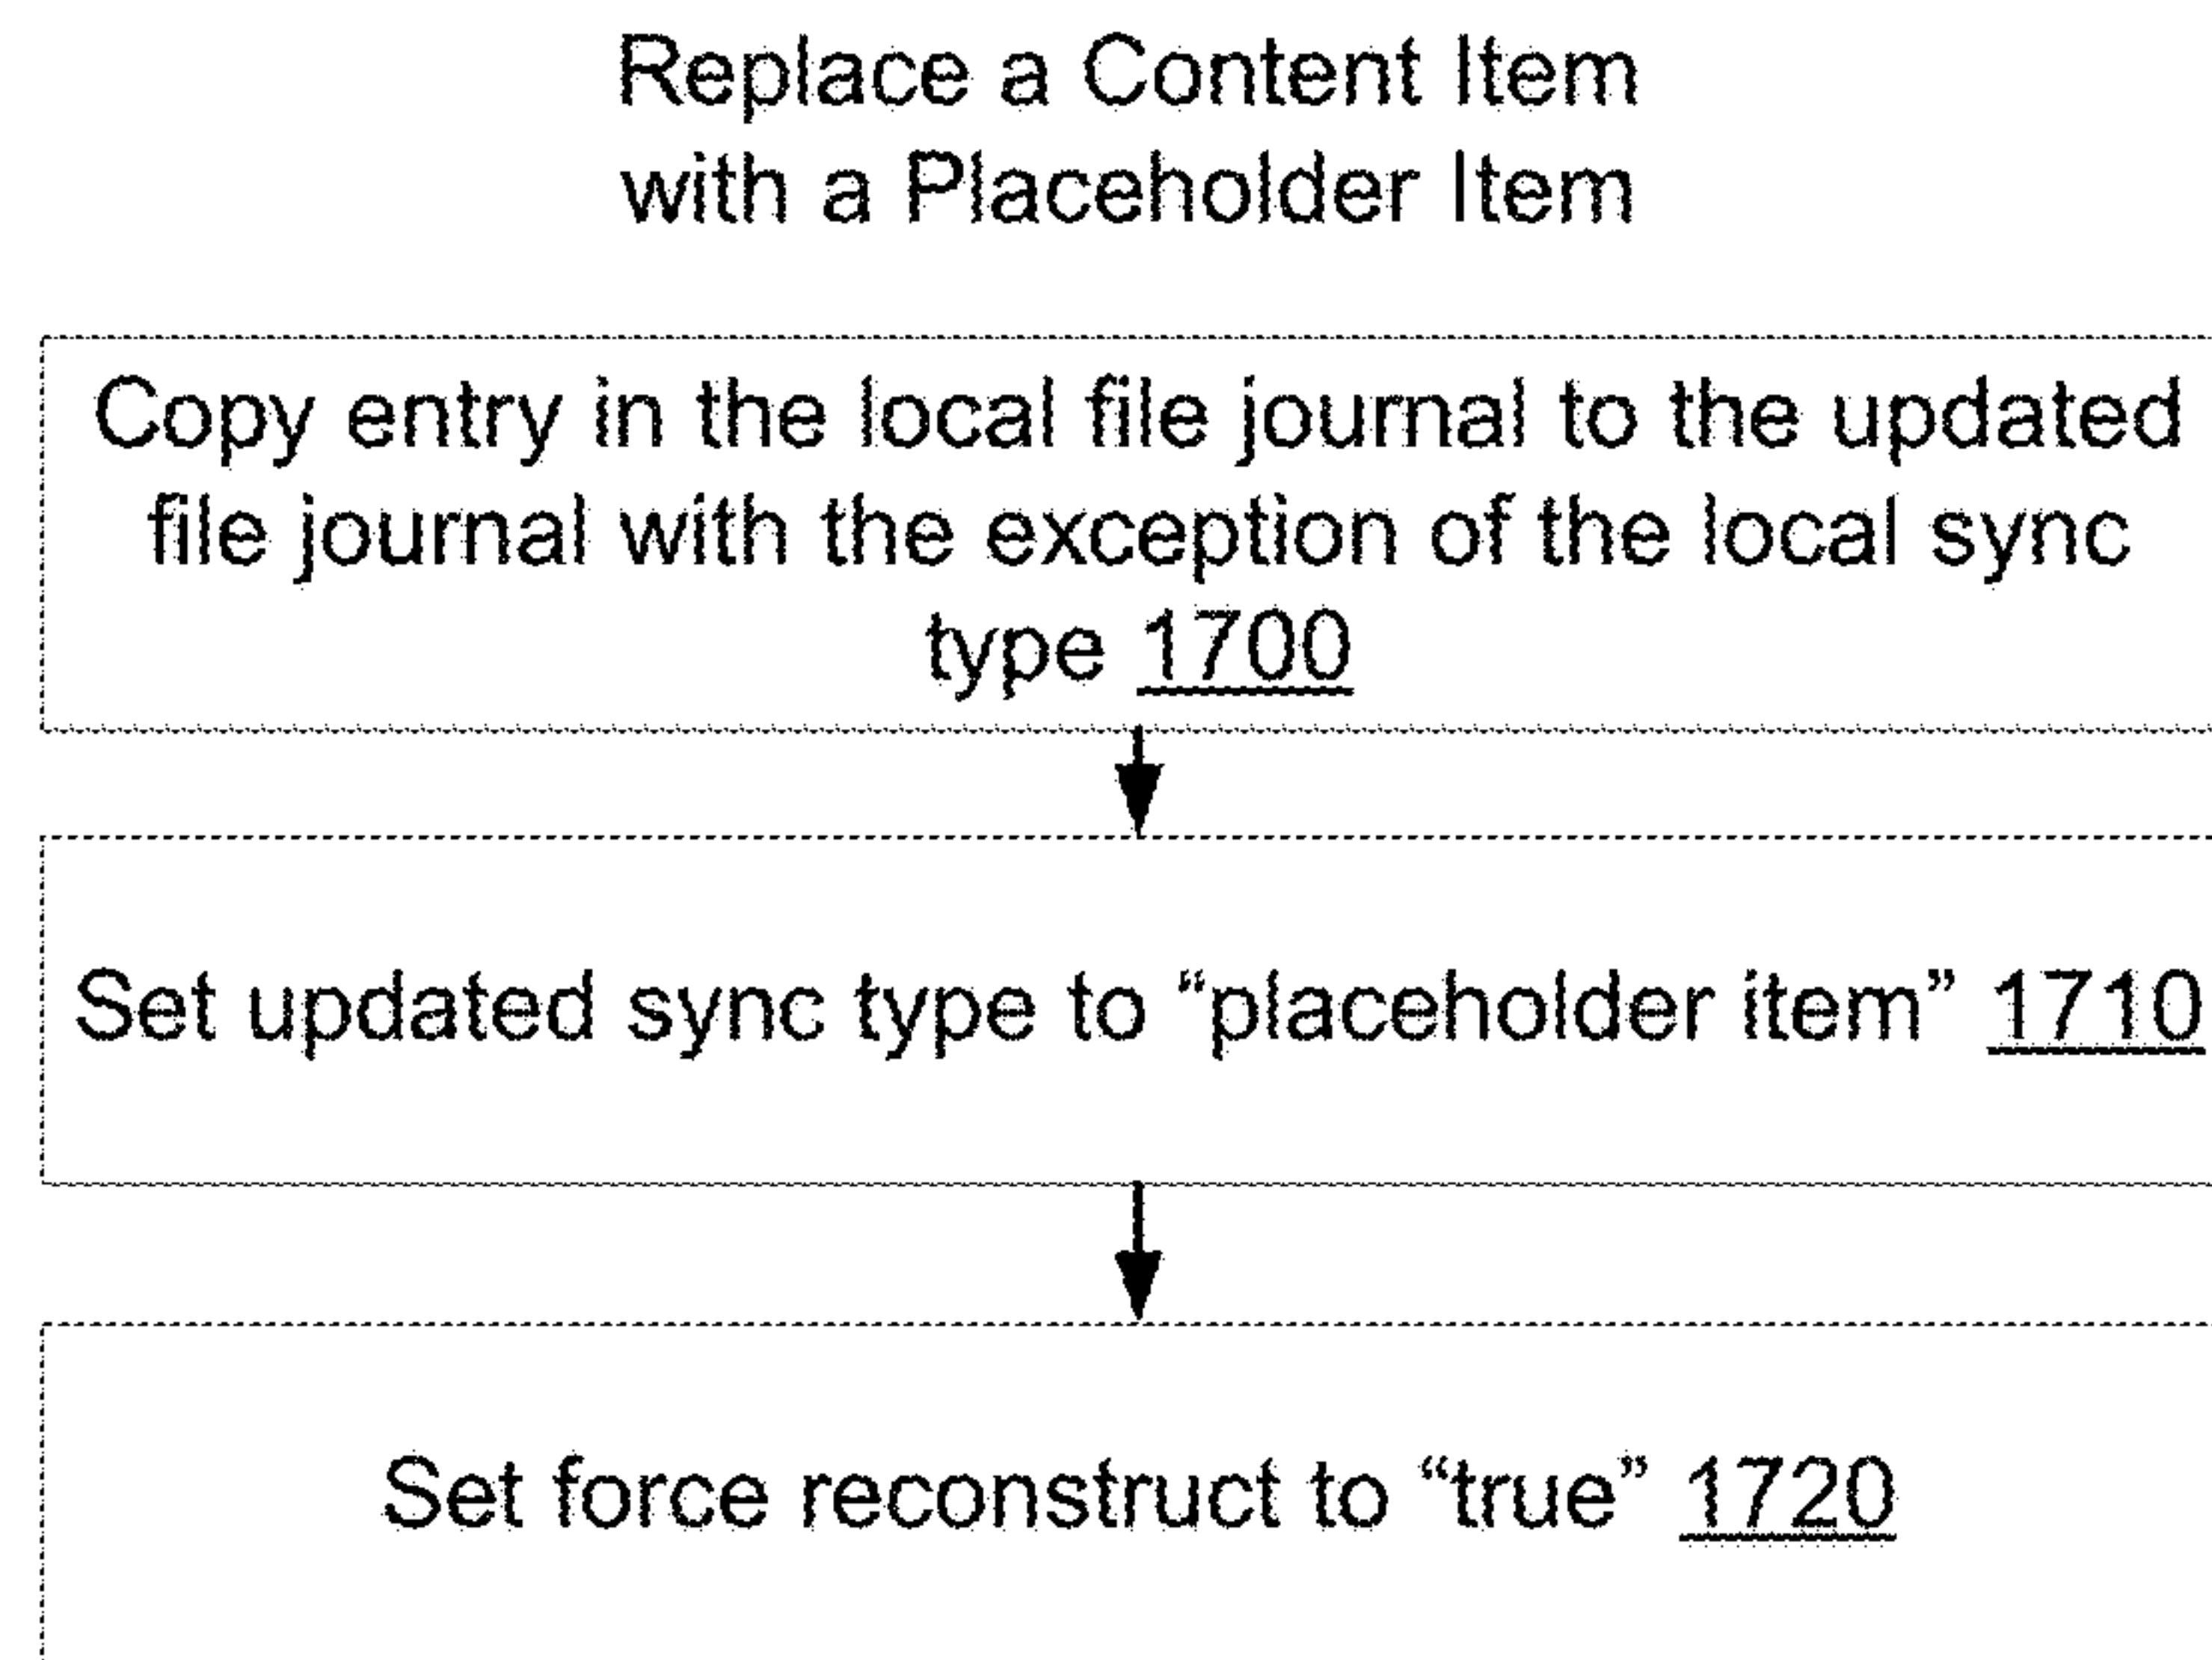 Replace a Content Item
with a Placeholder Item
Copy entry in the local file journal to the updated
file journal with the exception of the local sync
type 1700
Set updated sync type to “placeholder item” 1710
Set force reconstruct to “true” 1720